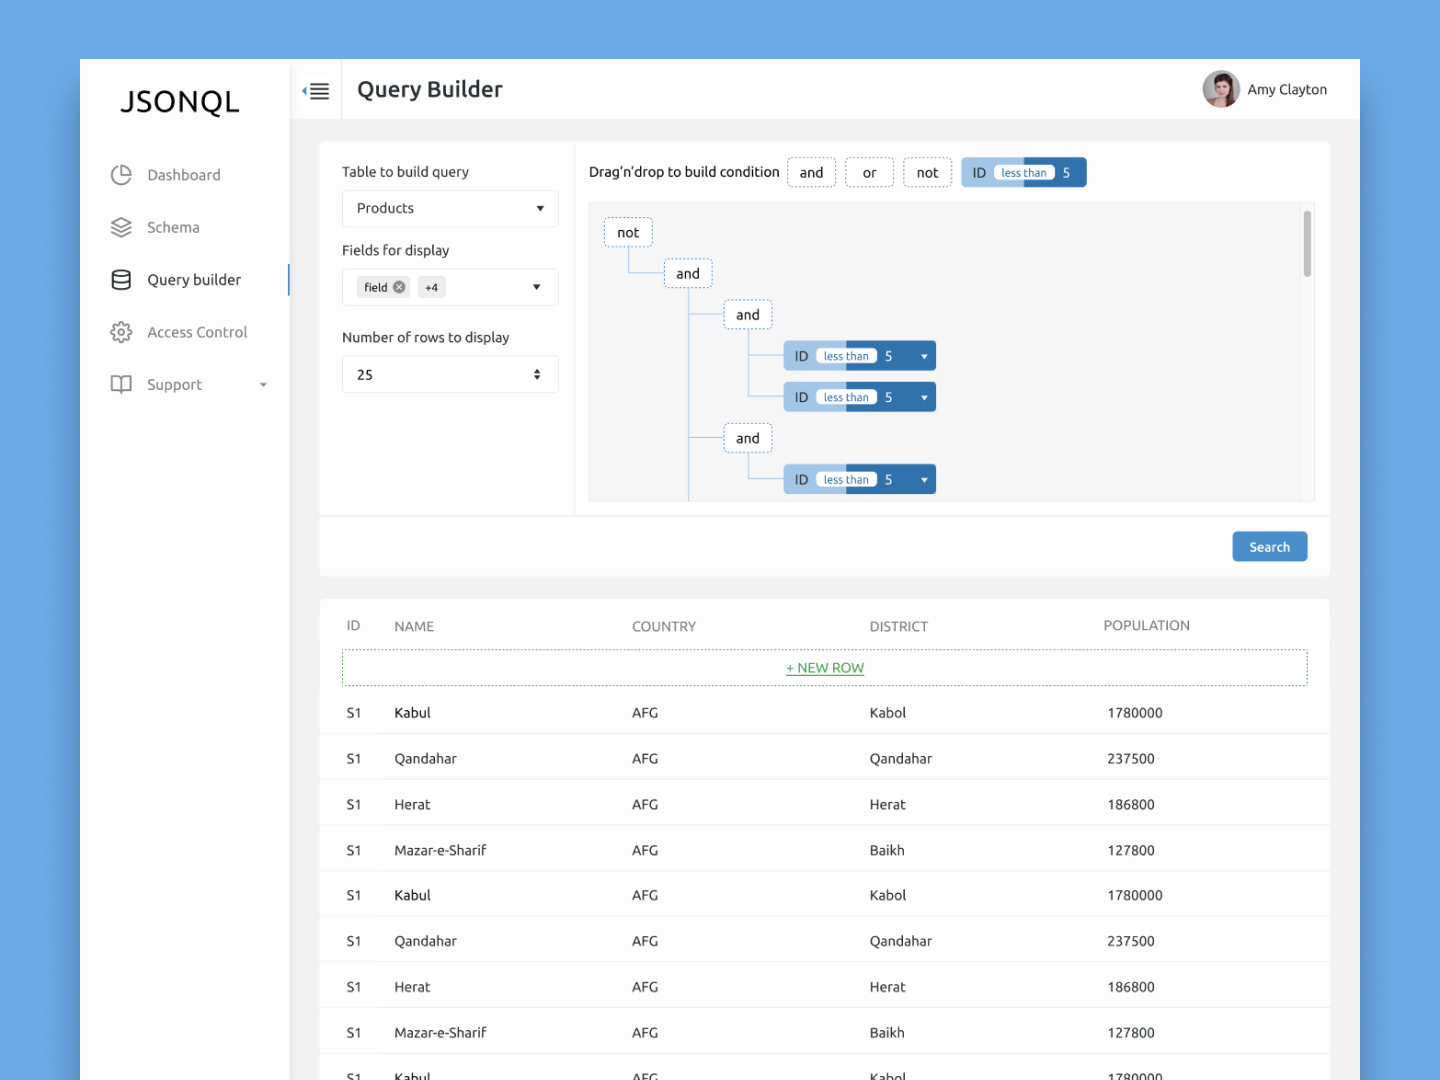 JSONQL
Query Builder
Amy Clayton
Dashboard
Schema
Query builder
Access Control
Support
Table to build query
Products
Fields for display
field +4
Number of rows to display
25
Drag'n'drop to build condition and or not ID less than 5
not
and
and
ID less than 5
ID less than 5
and
ID less than 5
Search
ID NAME COUNTRY DISTRICT POPULATION
+ NEW ROW
S1 Kabul AFG Kabol 1780000
S1 Qandahar AFG Qandahar 237500
S1 Herat AFG Herat 186800
S1 Mazar-e-Sharif AFG Baikh 127800
S1 Kabul AFG Kabol 1780000
S1 Qandahar AFG Qandahar 237500
S1 Herat AFG Herat 186800
S1 Mazar-e-Sharif AFG Baikh 127800
S1 Kabul AFG Kabol 1780000